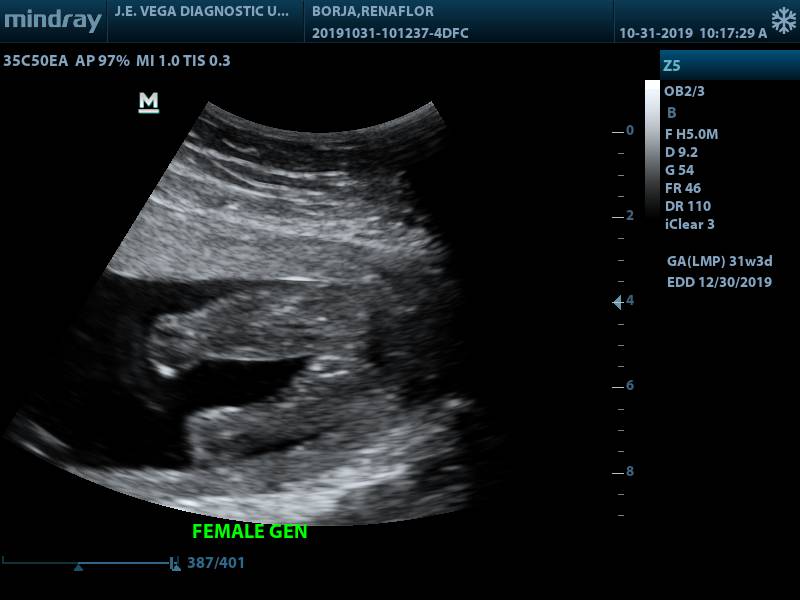 mindray
J.E. VEGA DIAGNOSTIC U...
BORJA,RENAFLOR
20191031-101237-4DFC
10-31-2019 10:17:29 A
35C50EA AP 97% MI 1.0 TIS 0.3
Z5
M
OB2/3
B
F H5.0M
D 9.2
G 54
FR 46
DR 110
iClear 3
GA(LMP) 31w3d
EDD 12/30/2019
0
2
4
6
8
FEMALE GEN
387/401